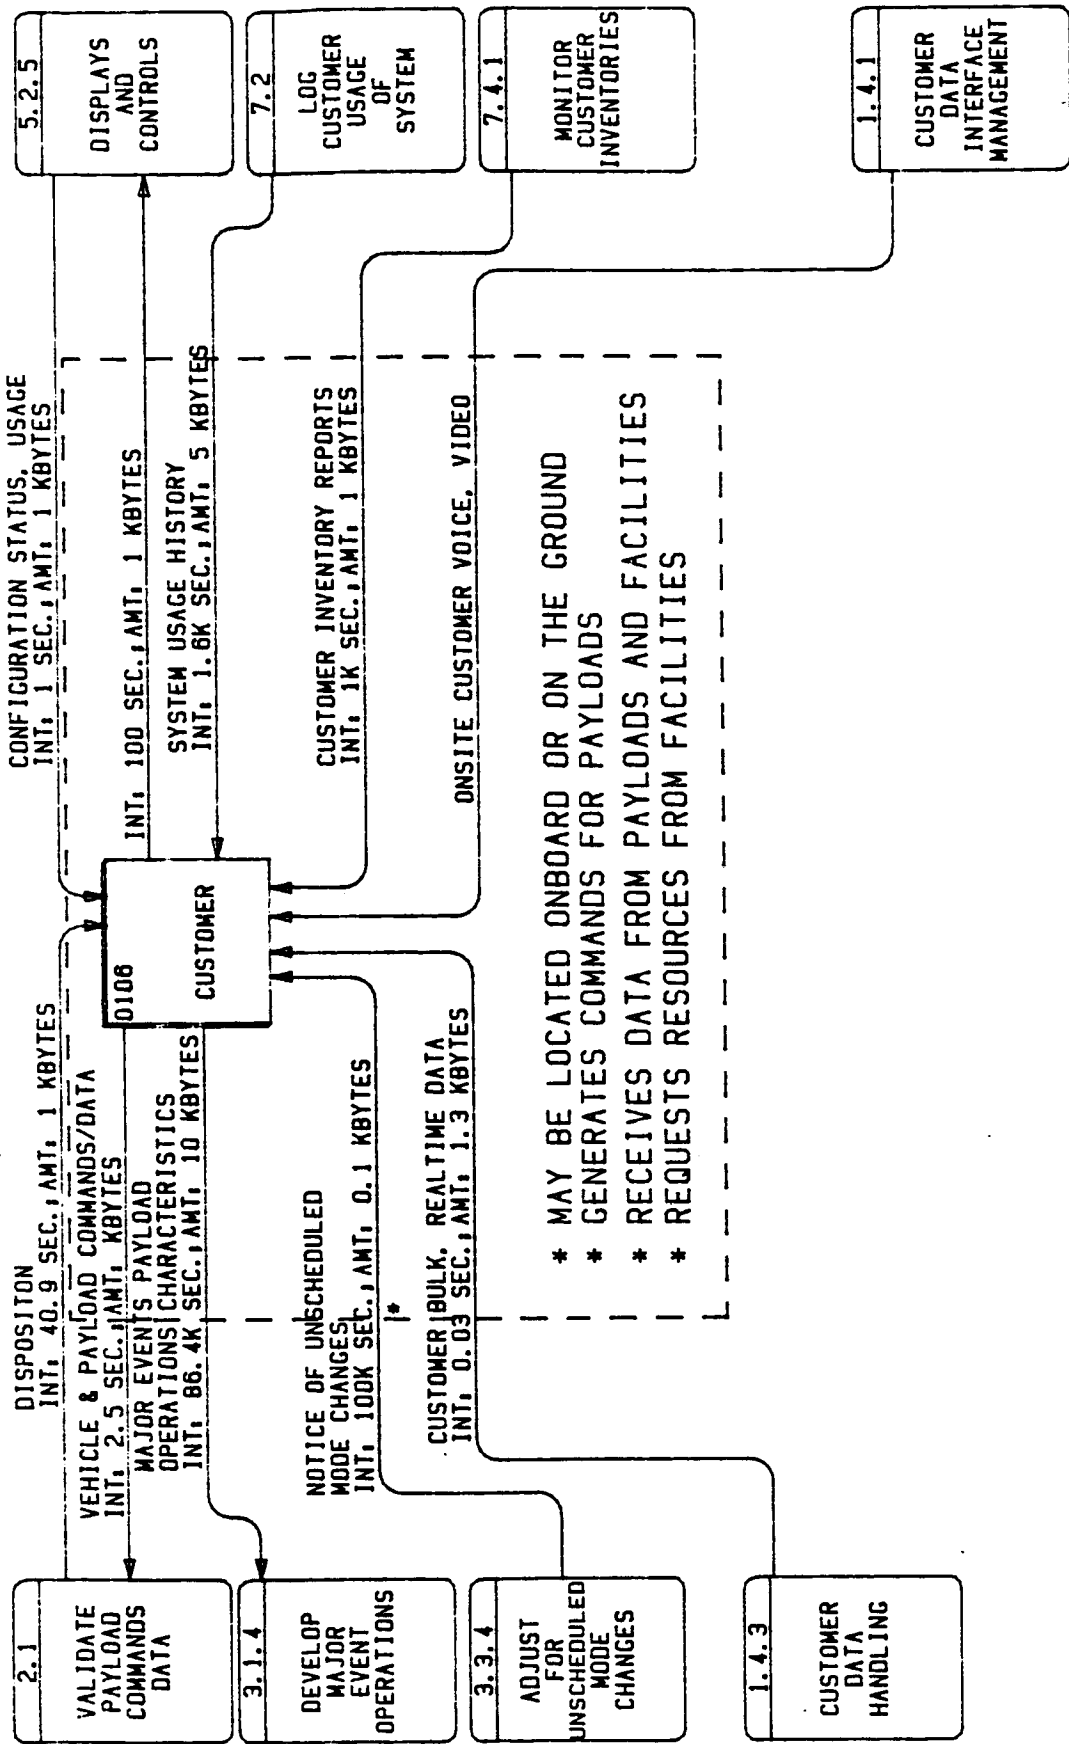 2.1
VALIDATE
PAYLOAD
COMMANDS
DATA
3.1.4
DEVELOP
MAJOR
EVENT
OPERATIONS
3.3.4
ADJUST
FOR
UNSCHEDULED
MODE
CHANGES
1.4.3
CUSTOMER
DATA
HANDLING
DISPOSITON
INT: 40.9 SEC.;AMT: 1 KBYTES
VEHICLE & PAYLOAD COMMANDS/DATA
INT: 2.5 SEC.;AMT: KBYTES
MAJOR EVENTS PAYLOAD
OPERATIONS CHARACTERISTICS
INT: 86.4K SEC.;AMT: 10 KBYTES
NOTICE OF UNSCHEDULED
MODE CHANGES
INT: 100K SEC.;AMT: 0.1 KBYTES
*
CUSTOMER BULK, REALTIME DATA
INT: 0.03 SEC.;AMT: 1.3 KBYTES
0106
CUSTOMER
CONFIGURATION STATUS, USAGE
INT: 1 SEC.;AMT: 1 KBYTES
INT: 100 SEC.;AMT: 1 KBYTES
SYSTEM USAGE HISTORY
INT: 1.6K SEC.;AMT: 5 KBYTES
CUSTOMER INVENTORY REPORTS
INT: 1K SEC.;AMT: 1 KBYTES
ONSITE CUSTOMER VOICE, VIDEO
* MAY BE LOCATED ONBOARD OR ON THE GROUND
* GENERATES COMMANDS FOR PAYLOADS
* RECEIVES DATA FROM PAYLOADS AND FACILITIES
* REQUESTS RESOURCES FROM FACILITIES
5.2.5
DISPLAYS
AND
CONTROLS
7.2
LOG
CUSTOMER
USAGE
OF
SYSTEM
7.4.1
MONITOR
CUSTOMER
INVENTORIES
1.4.1
CUSTOMER
DATA
INTERFACE
MANAGEMENT